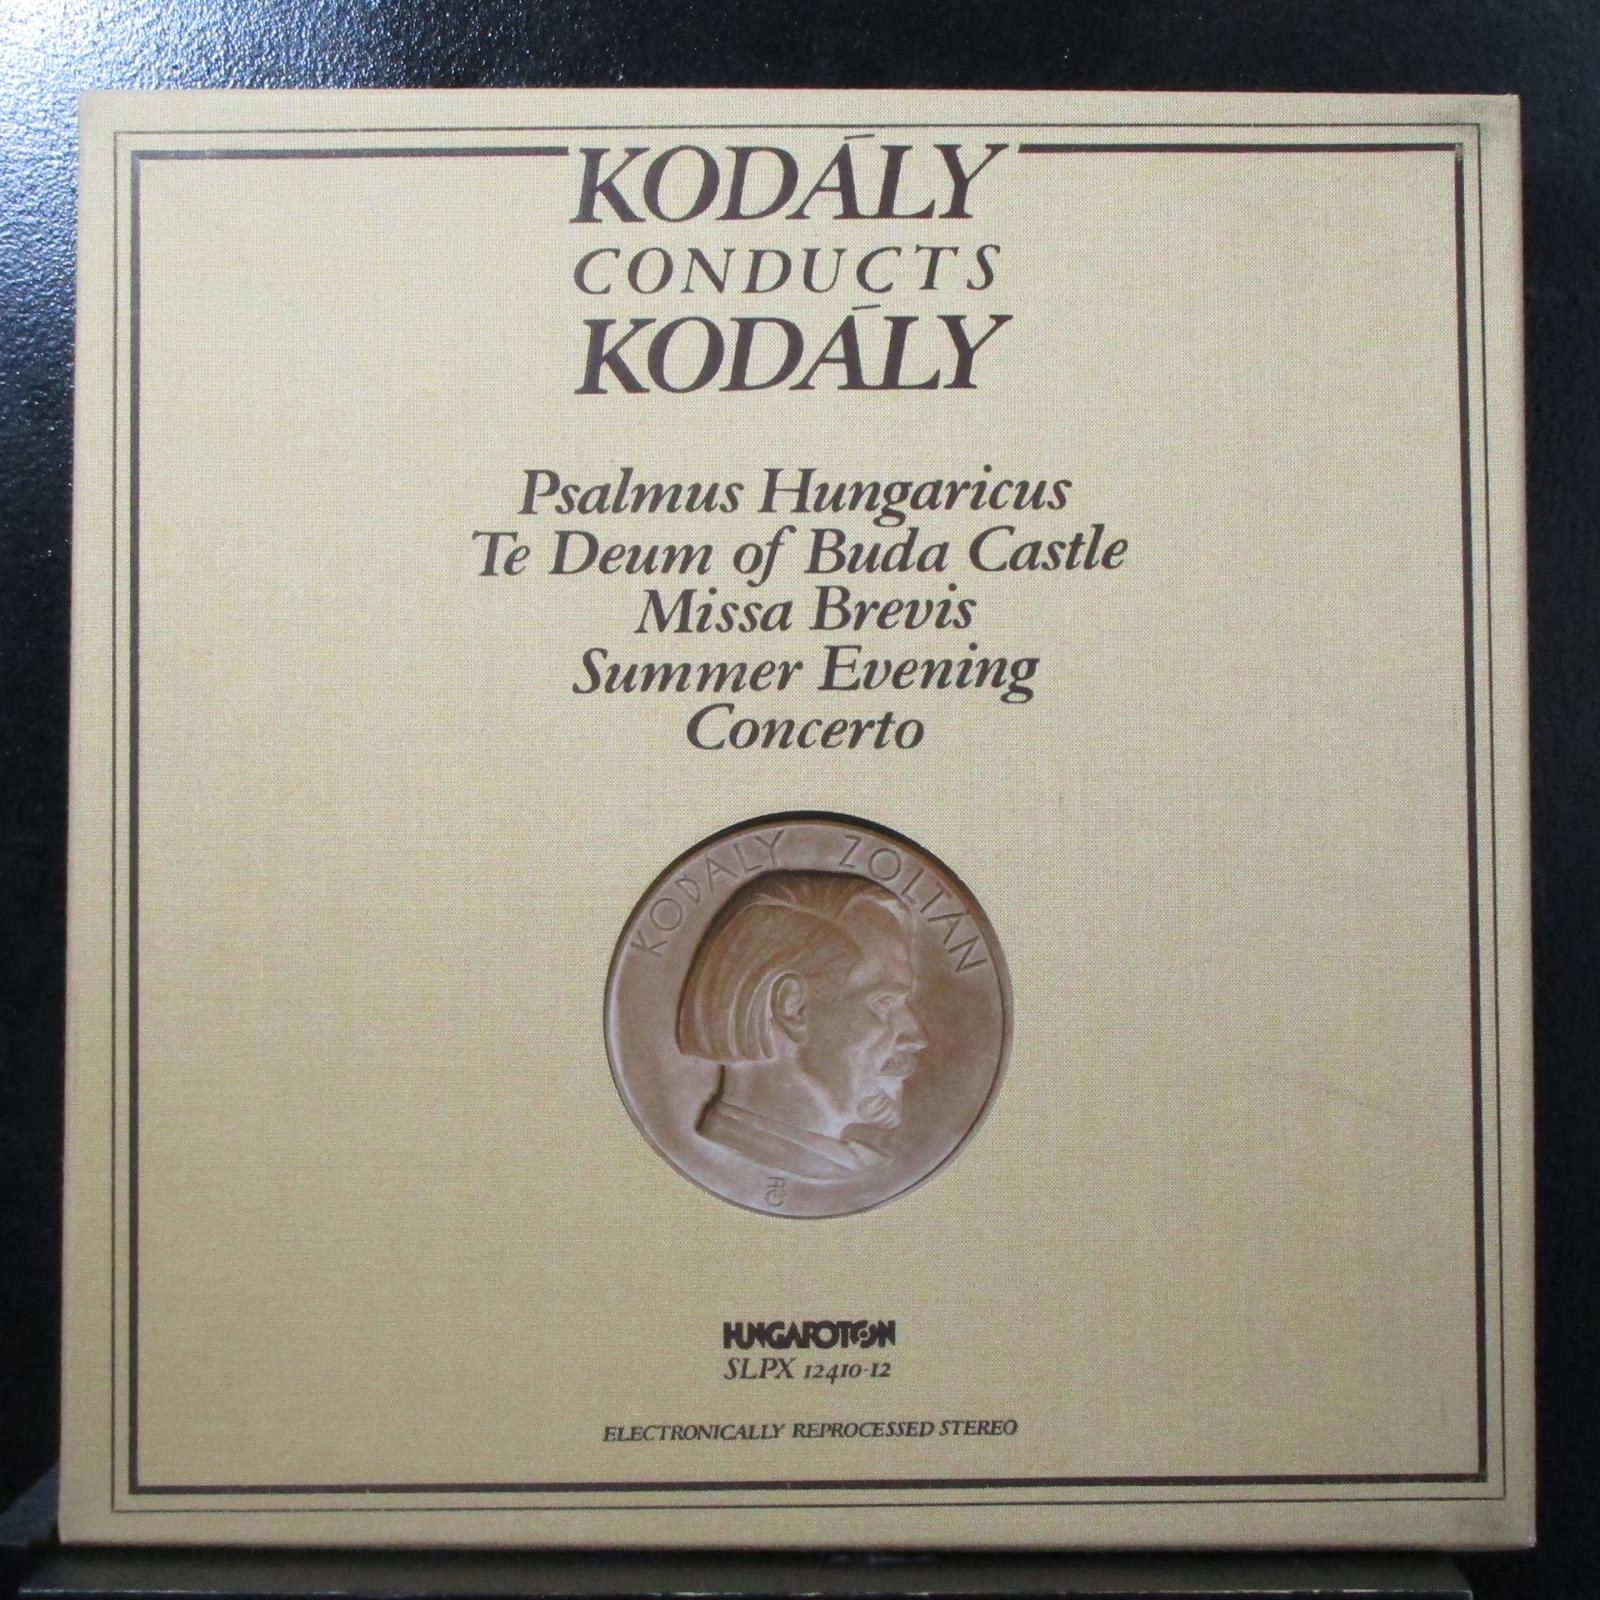 KODÁLY
CONDUCTS
KODÁLY
Psalmus Hungaricus
Te Deum of Buda Castle
Missa Brevis
Summer Evening
Concerto
KODÁLY ZOLTÁN
HUNGAROTON
SLPX 12410-12
ELECTRONICALLY REPROCESSED STEREO